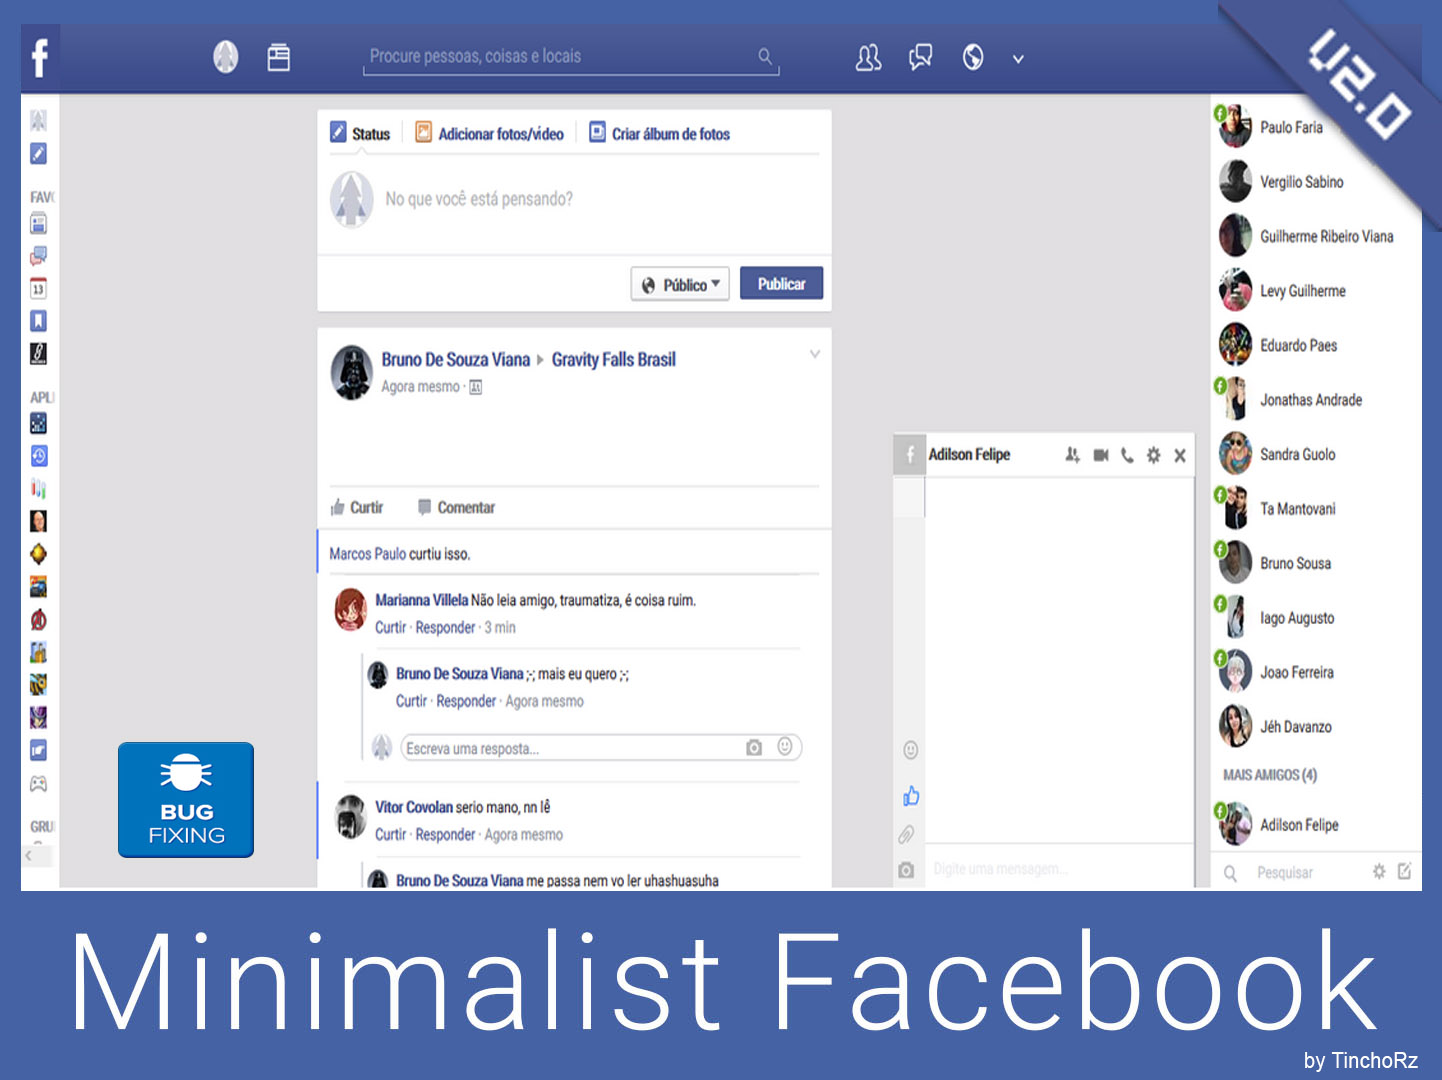 f
V2.0
Procure pessoas, coisas e locais
FAVO
13
APLI
GRU
Status
Adicionar fotos/vídeo
Criar álbum de fotos
No que você está pensando?
Público
Publicar
Bruno De Souza Viana
Gravity Falls Brasil
Agora mesmo ·
Curtir
Comentar
Marcos Paulo curtiu isso.
Marianna Villela Não leia amigo, traumatiza, é coisa ruim.
Curtir · Responder · 3 min
Bruno De Souza Viana ;-; mais eu quero ;-;
Curtir · Responder · Agora mesmo
Escreva uma resposta...
Vitor Covolan serio mano, nn lê
Curtir · Responder · Agora mesmo
Bruno De Souza Viana me passa nem vo ler uhashuasuha
BUG
FIXING
Adilson Felipe
Digite uma mensagem...
Paulo Faria
Vergilio Sabino
Guilherme Ribeiro Viana
Levy Guilherme
Eduardo Paes
Jonathas Andrade
Sandra Guolo
Ta Mantovani
Bruno Sousa
Iago Augusto
Joao Ferreira
Jéh Davanzo
MAIS AMIGOS (4)
Adilson Felipe
Pesquisar
Minimalist Facebook
by TinchoRz